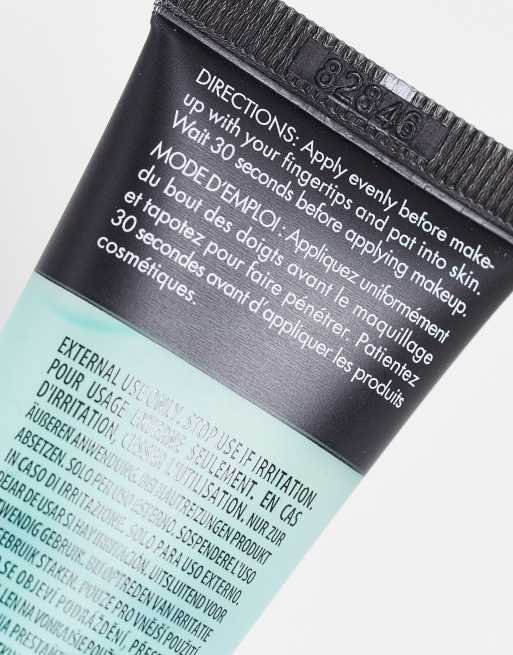 82846
DIRECTIONS: Apply evenly before make-
up with your fingertips and pat into skin.
Wait 30 seconds before applying makeup.
MODE D'EMPLOI : Appliquez uniformément
du bout des doigts avant le maquillage
et tapotez pour faire pénétrer. Patientez
30 secondes avant d'appliquer les produits
cosmétiques.
EXTERNAL USE ONLY. STOP USE IF IRRITATION.
POUR USAGE EXTERNE SEULEMENT. EN CAS
D'IRRITATION, CESSER L'UTILISATION. NUR ZUR
ÄUßEREN ANWENDUNG. BEI HAUTREIZUNGEN PRODUKT
ABSETZEN. SOLO PER USO ESTERNO. SOSPENDERE L'USO
IN CASO DI IRRITAZIONE. SOLO PARA USO EXTERNO.
DEJAR DE USAR SI HAY IRRITACIÓN. UITSLUITEND VOOR
TWENDIG GEBRUIK. BIJ OPTREDEN VAN IRRITATIE
GEBRUIK STAKEN. POUZE PRO VNĚJŠÍ POUŽITÍ
SE OBJEVÍ PODRÁŽDĚNÍ, PŘES